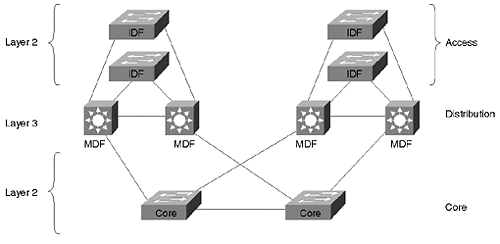 IDF
IDF
Layer 2
IDF
IDF
Access
Layer 3
Distribution
MDF
MDF
MDF
MDF
Layer 2
Core
Core
Core